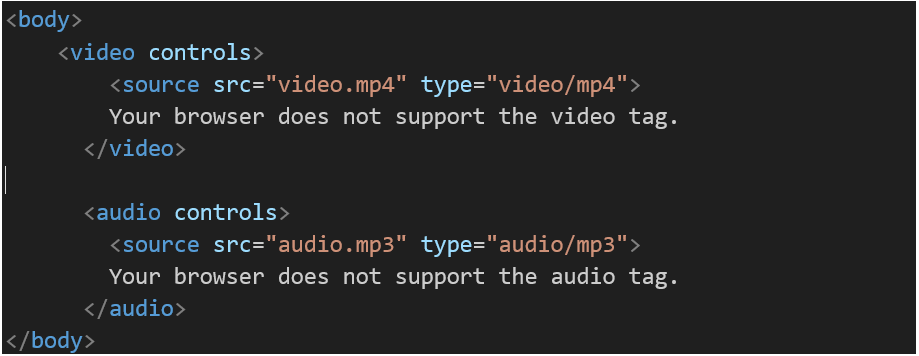 <body>
<video controls>
<source src="video.mp4" type="video/mp4">
Your browser does not support the video tag.
</video>
<audio controls>
<source src="audio.mp3" type="audio/mp3">
Your browser does not support the audio tag.
</audio>
</body>